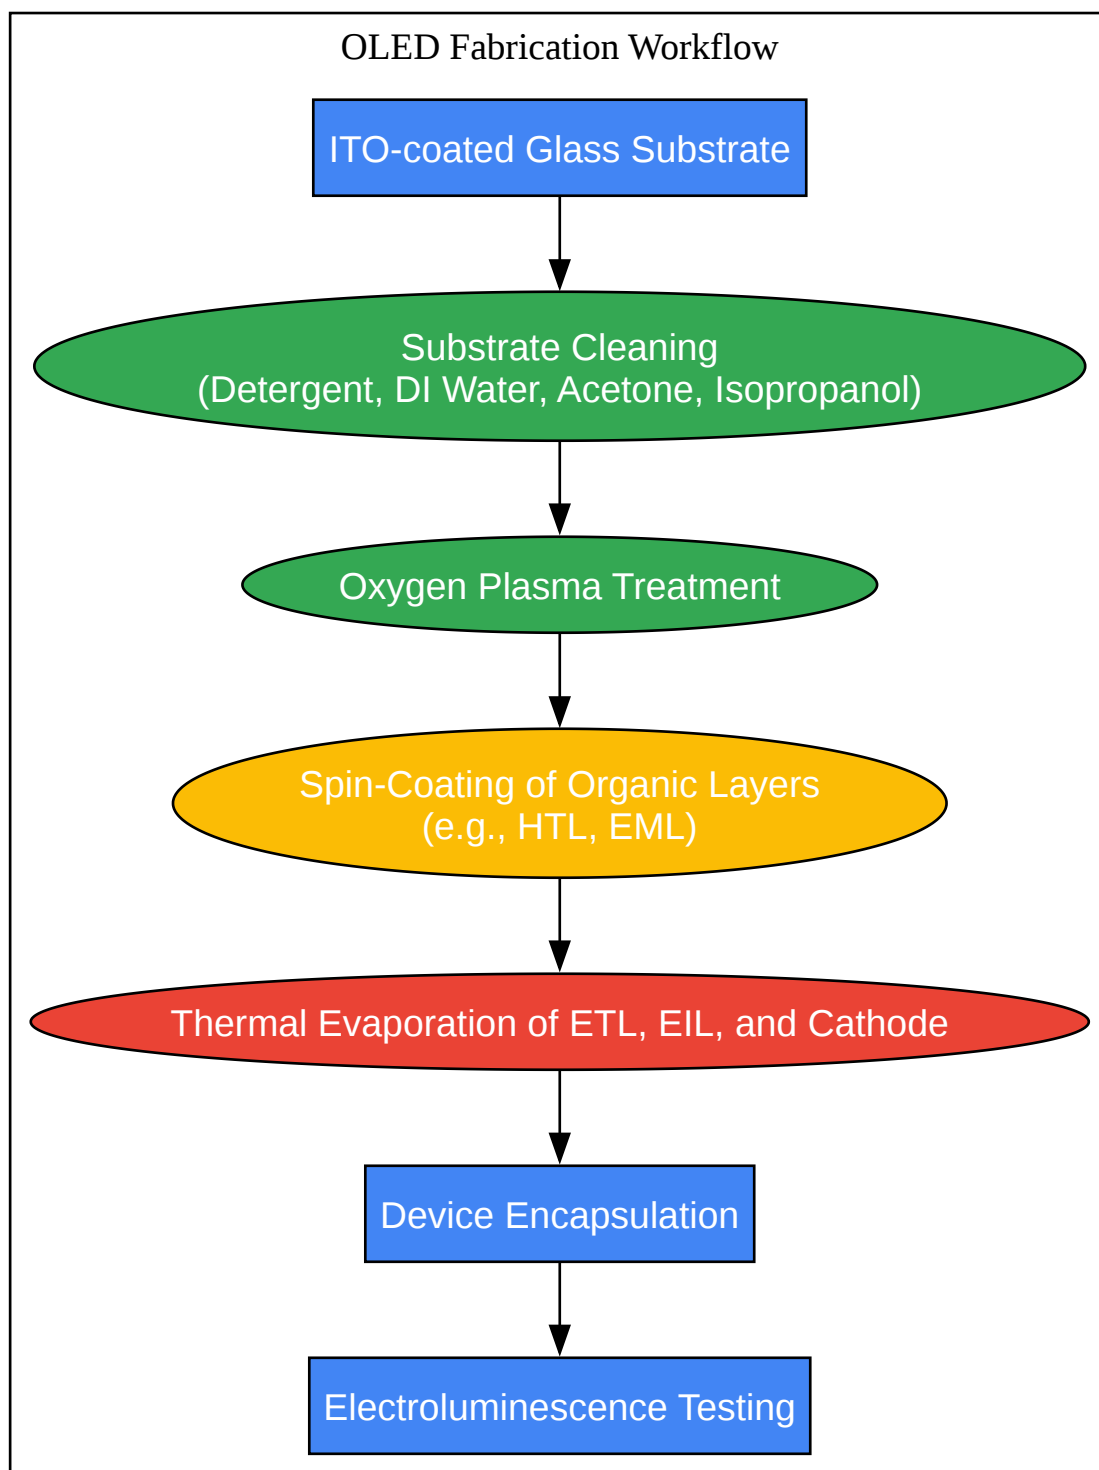 OLED Fabrication Workflow
ITO-coated Glass Substrate
Substrate Cleaning
(Detergent, DI Water, Acetone, Isopropanol)
Oxygen Plasma Treatment
Spin-Coating of Organic Layers
(e.g., HTL, EML)
Thermal Evaporation of ETL, EIL, and Cathode
Device Encapsulation
Electroluminescence Testing